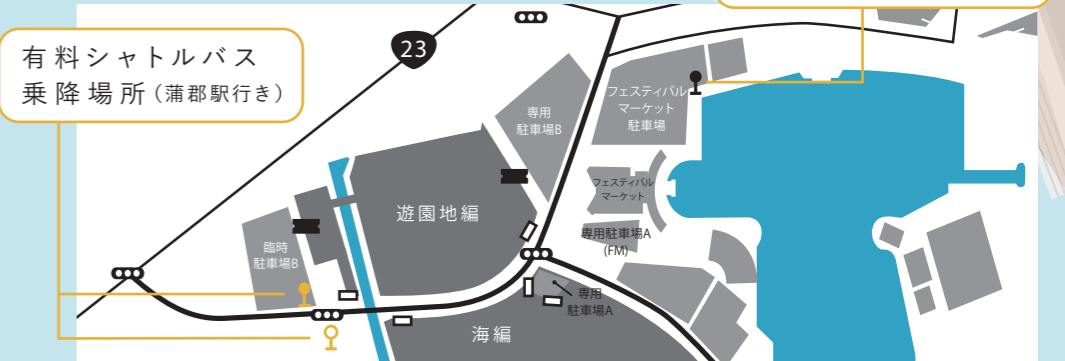 有料シャトルバス
乗降場所（蒲郡駅行き）
23
専用
駐車場B
フェスティバル
マーケット
駐車場
フェスティバル
マーケット
遊園地編
専用駐車場A
(FM)
臨時
駐車場B
専用
駐車場A
海編